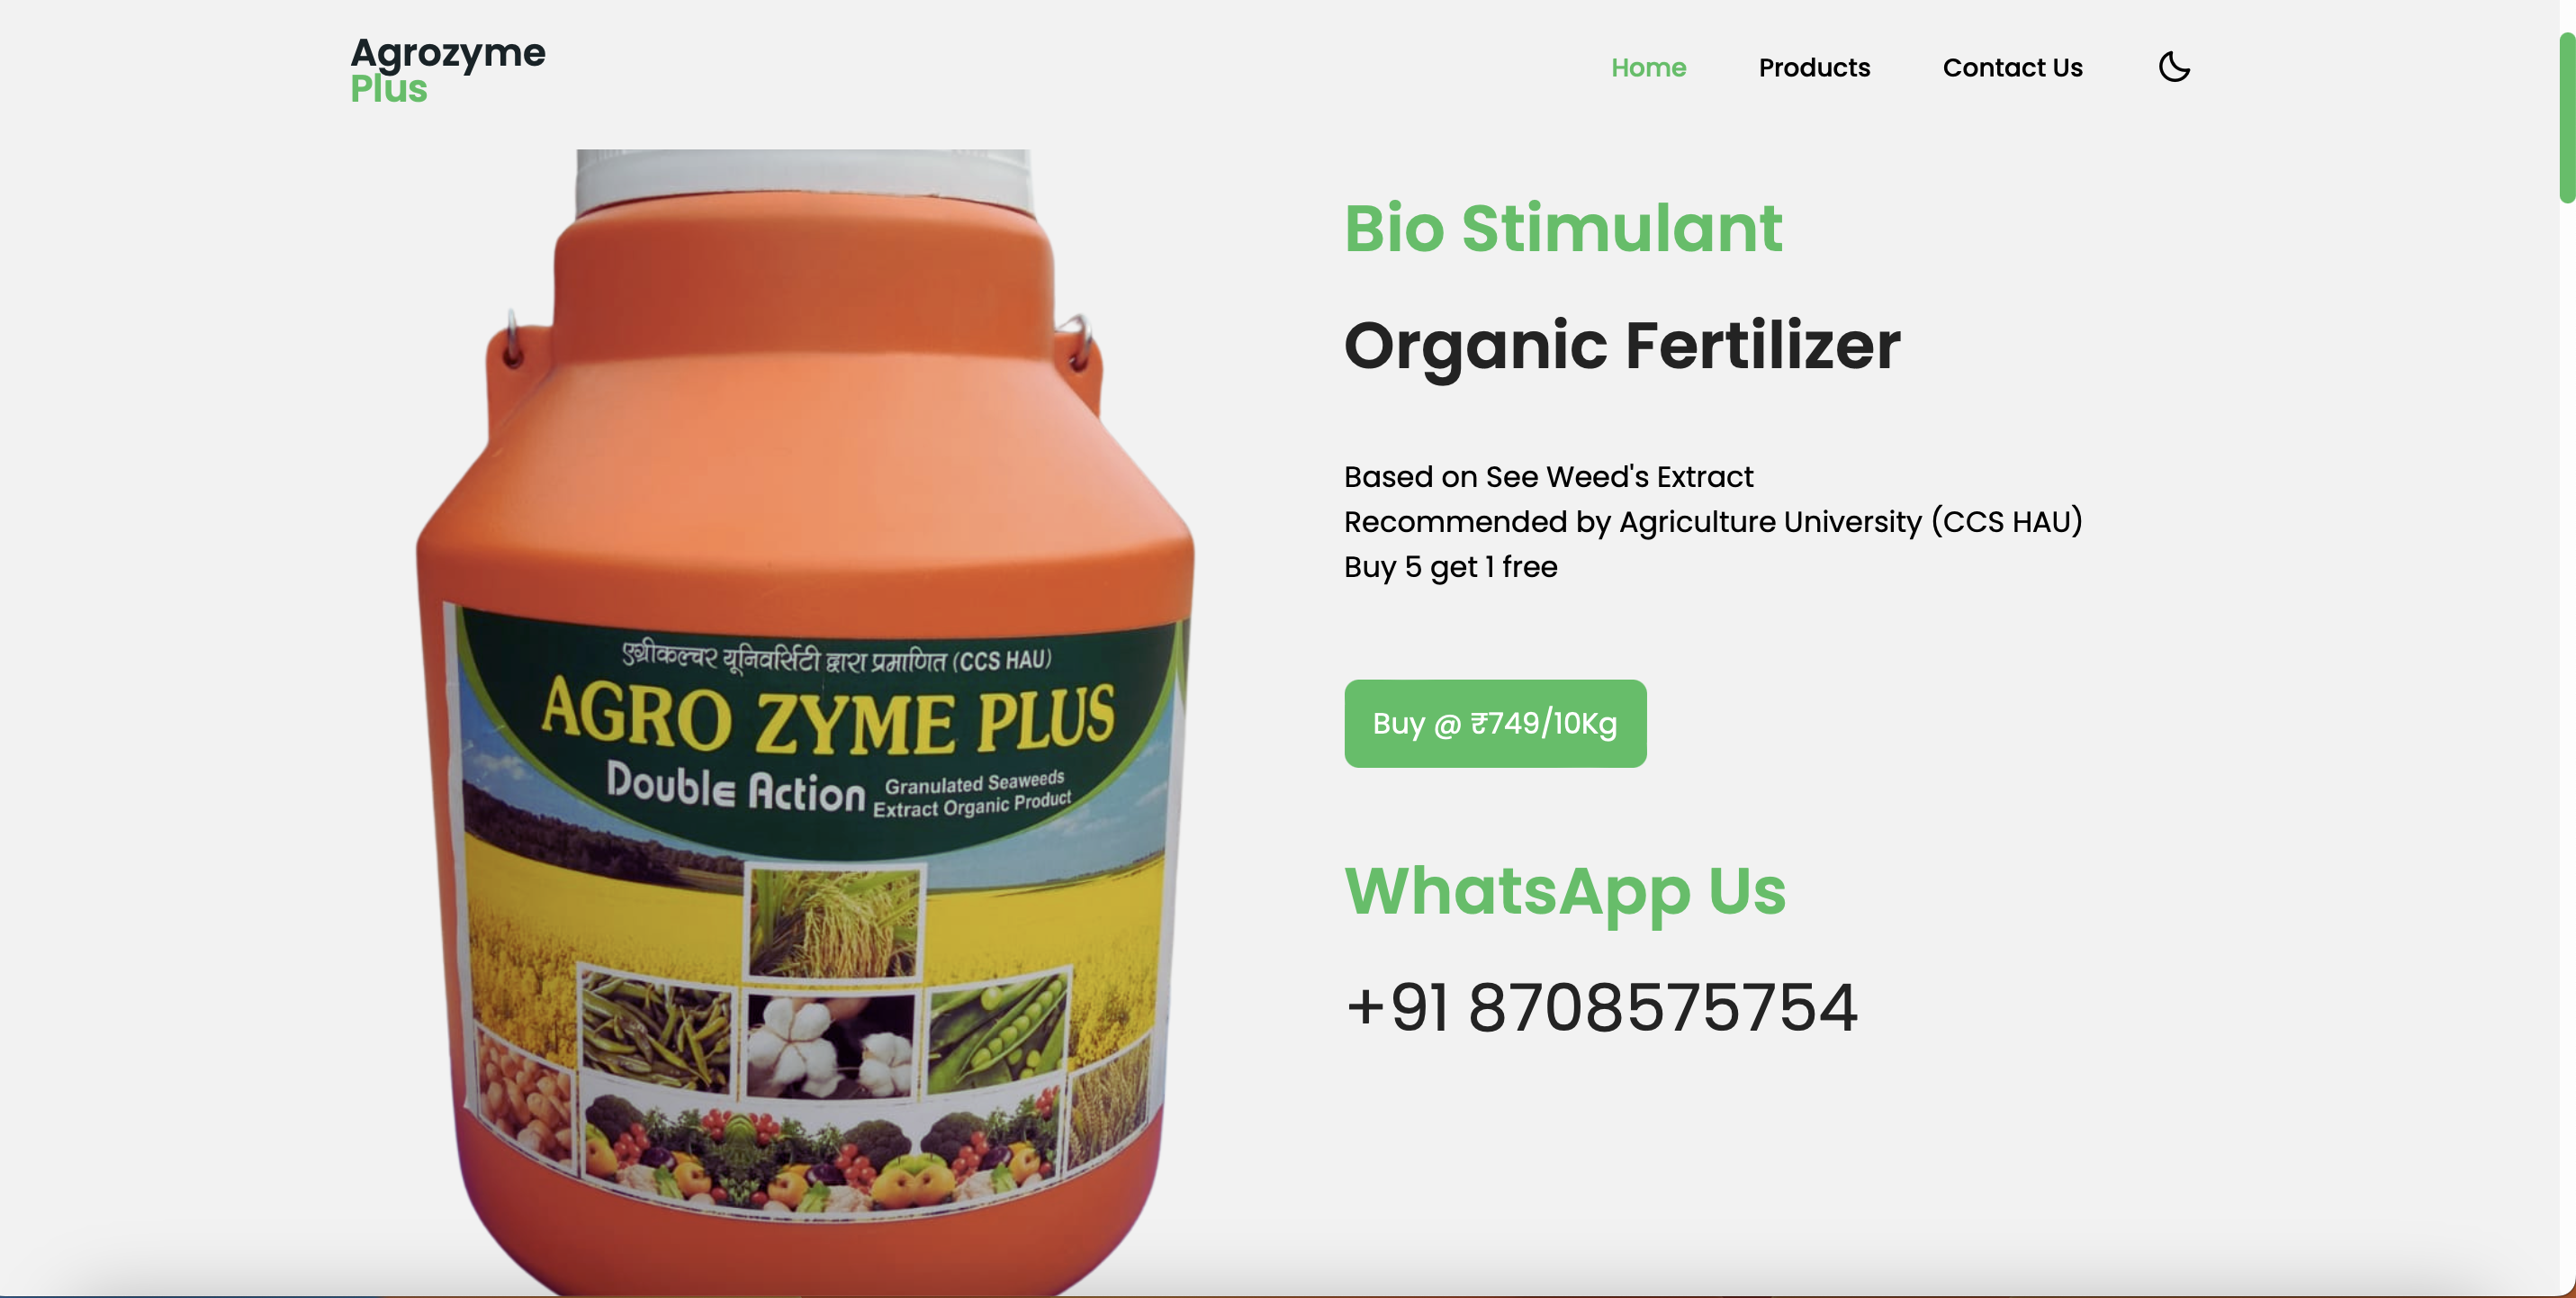 Agrozyme
Plus
Home
Products
Contact Us
Bio Stimulant
Organic Fertilizer
Based on See Weed's Extract
Recommended by Agriculture University (CCS HAU)
Buy 5 get 1 free
Buy @ ₹749/10Kg
WhatsApp Us
+91 8708575754
एग्रीकल्चर यूनिवर्सिटी द्वारा प्रमाणित (CCS HAU)
AGRO ZYME PLUS
Double Action
Granulated Seaweeds
Extract Organic Product